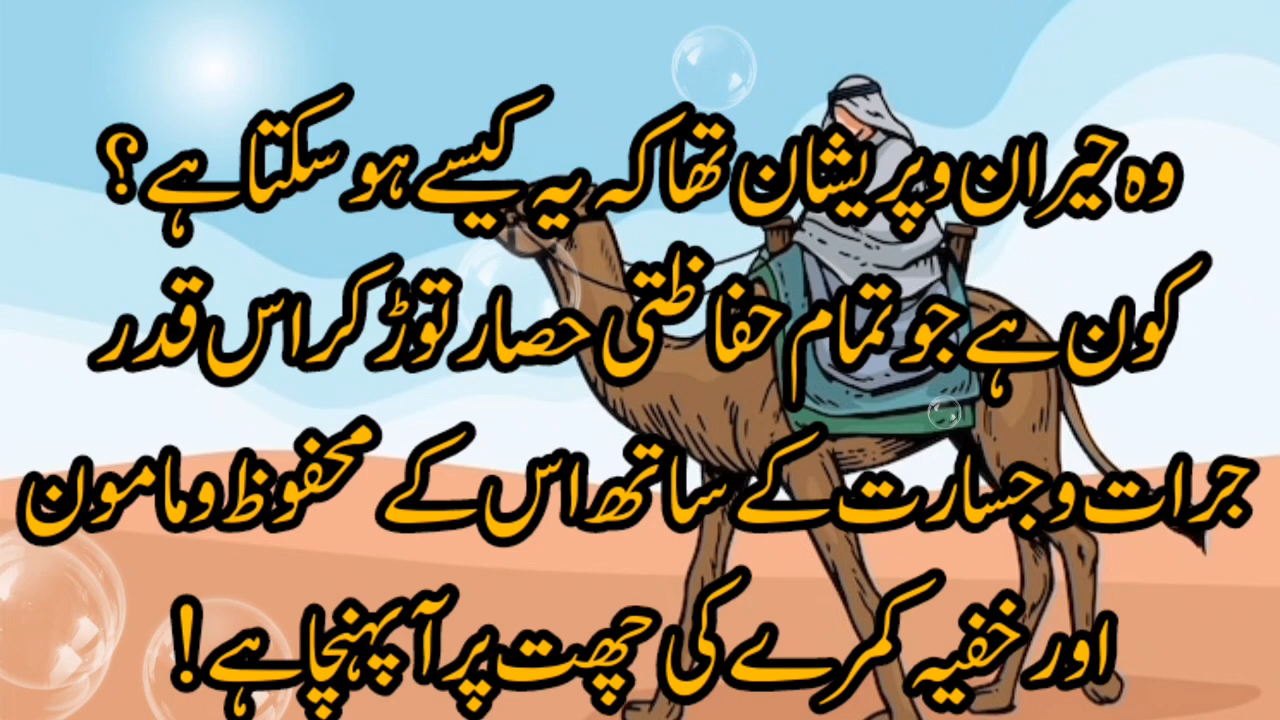 وہ حیران و پریشان تھا کہ یہ کیسے ہو سکتا ہے ؟
کون ہے جو تمام حفاظتی حصار توڑ کر اس قدر
جرات و جسارت کے ساتھ اس کے محفوظ و مامون
اور خفیہ کمرے کی چھت پر آ پہنچا ہے !